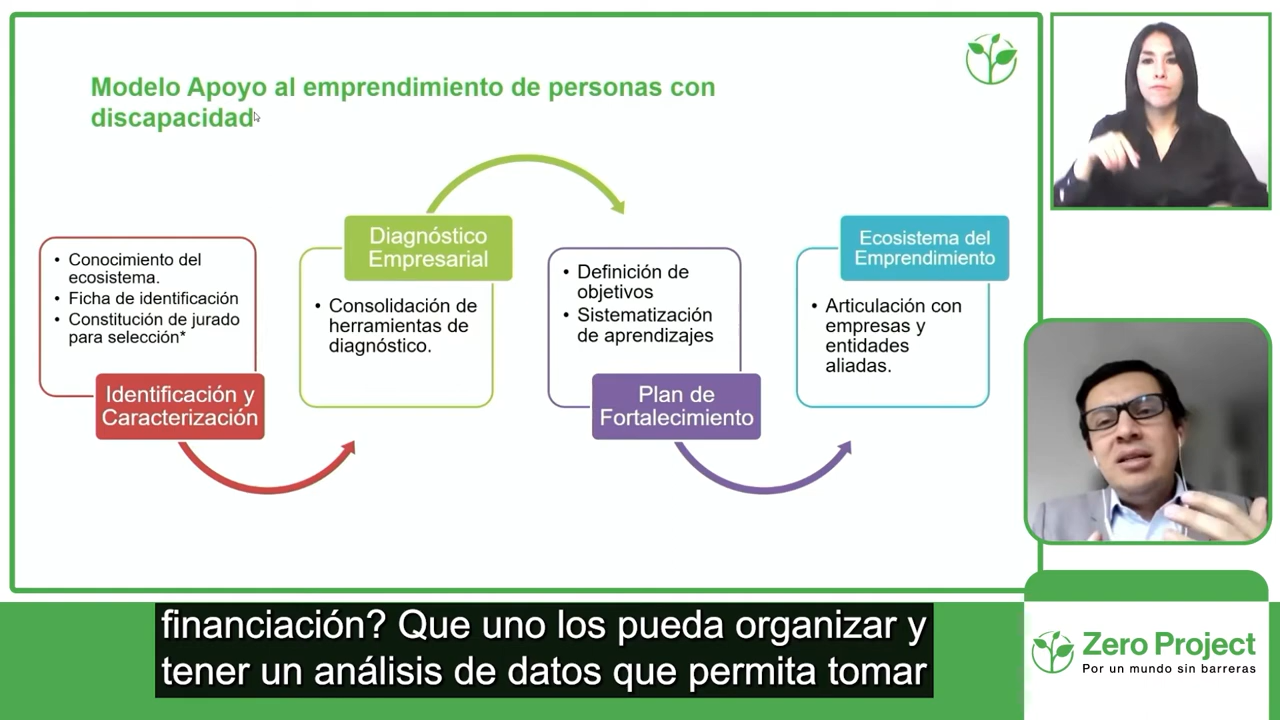 Modelo Apoyo al emprendimiento de personas con
discapacidad
• Conocimiento del
ecosistema.
• Ficha de identificación
• Constitución de jurado
para selección*
Identificación y
Caracterización
Diagnóstico
Empresarial
• Consolidación de
herramientas de
diagnóstico.
• Definición de
objetivos
• Sistematización
de aprendizajes
Plan de
Fortalecimiento
Ecosistema del
Emprendimiento
• Articulación con
empresas y
entidades
aliadas.
financiación? Que uno los pueda organizar y
tener un análisis de datos que permita tomar
Zero Project
Por un mundo sin barreras